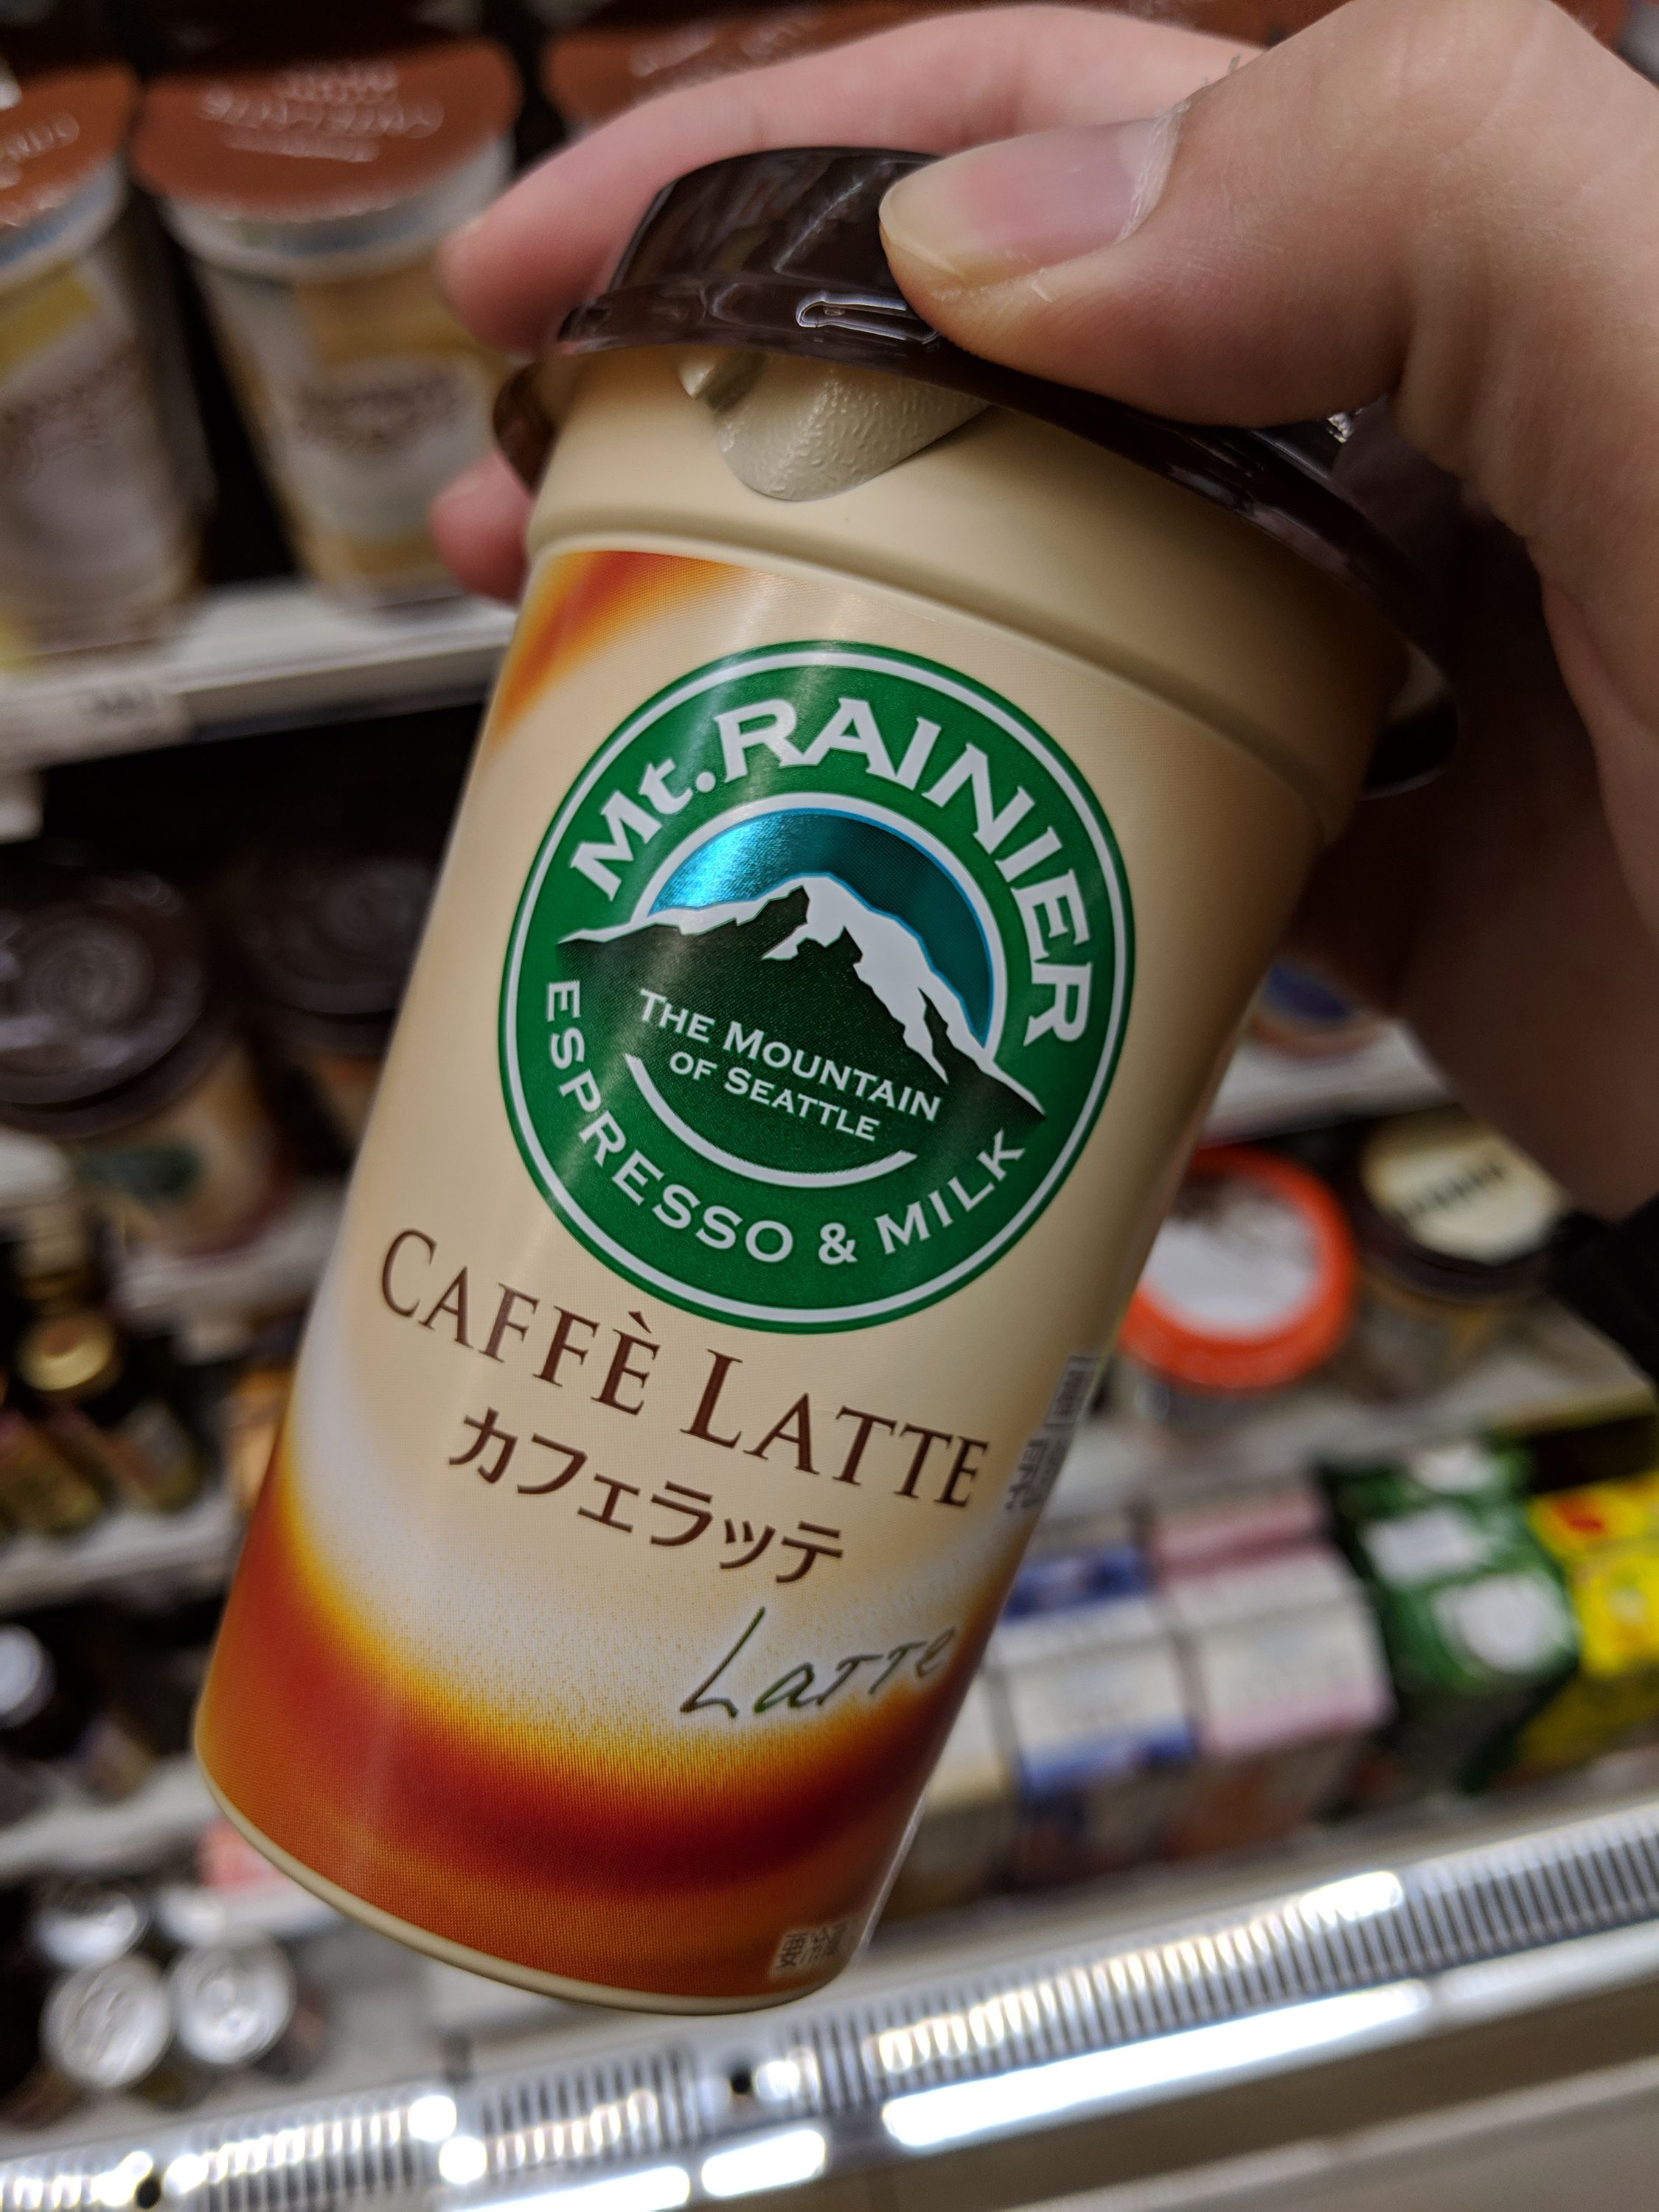 Mt. RAINIER
THE MOUNTAIN
OF SEATTLE
ESPRESSO & MILK
CAFFÈ LATTE
カフェラッテ
Latte